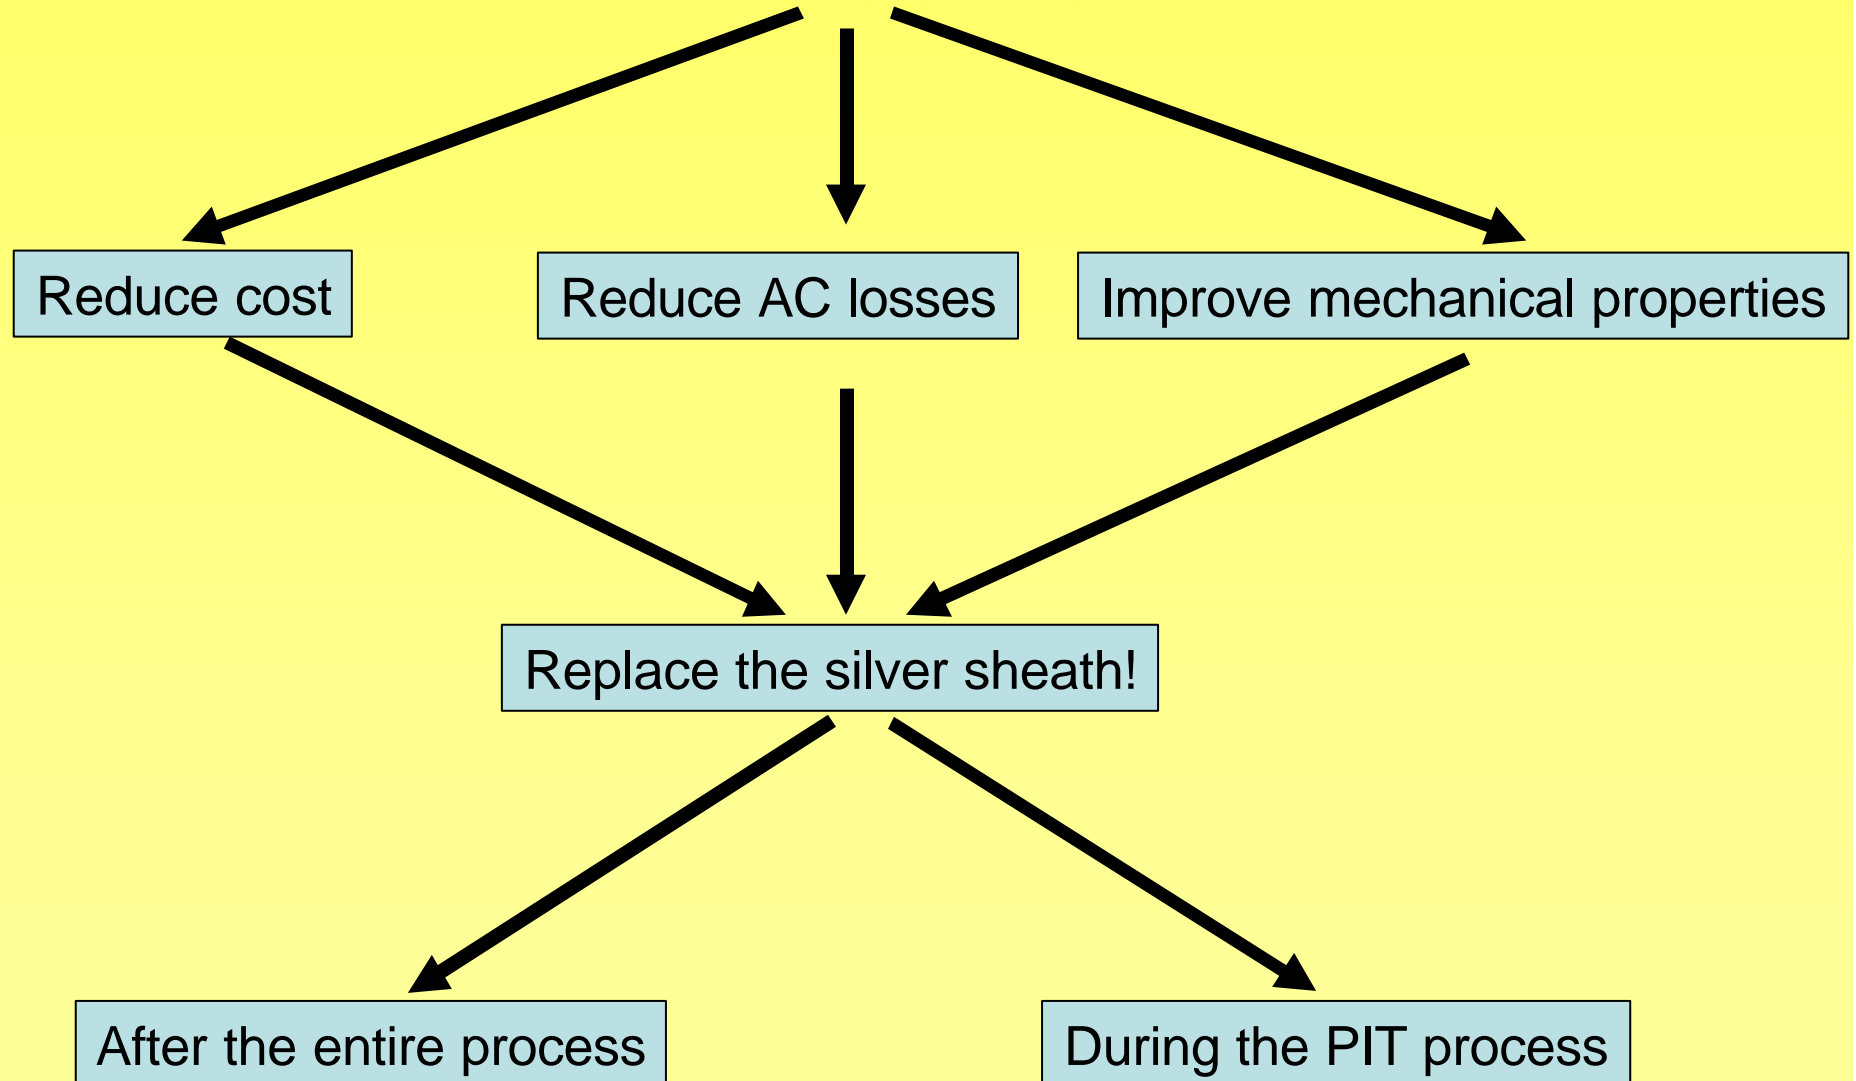 Reduce cost
Reduce AC losses
Improve mechanical properties
Replace the silver sheath!
After the entire process
During the PIT process